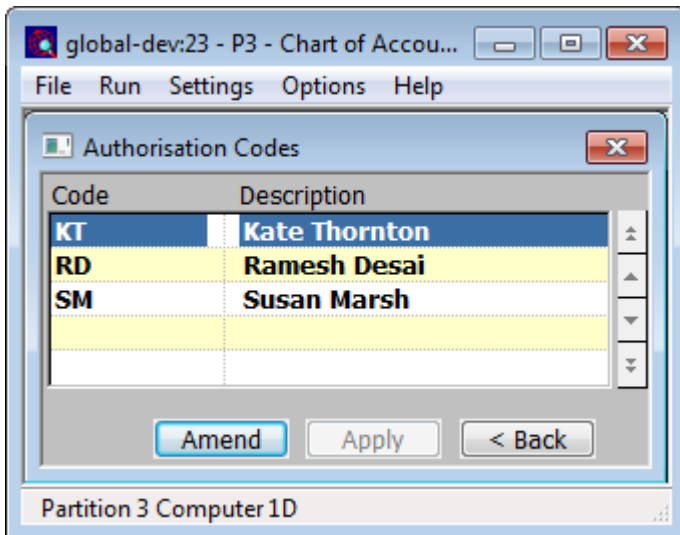 global-dev:23 - P3 - Chart of Accou...
File Run Settings Options Help
Authorisation Codes
Code Description
KT Kate Thornton
RD Ramesh Desai
SM Susan Marsh
Amend Apply < Back
Partition 3 Computer 1D